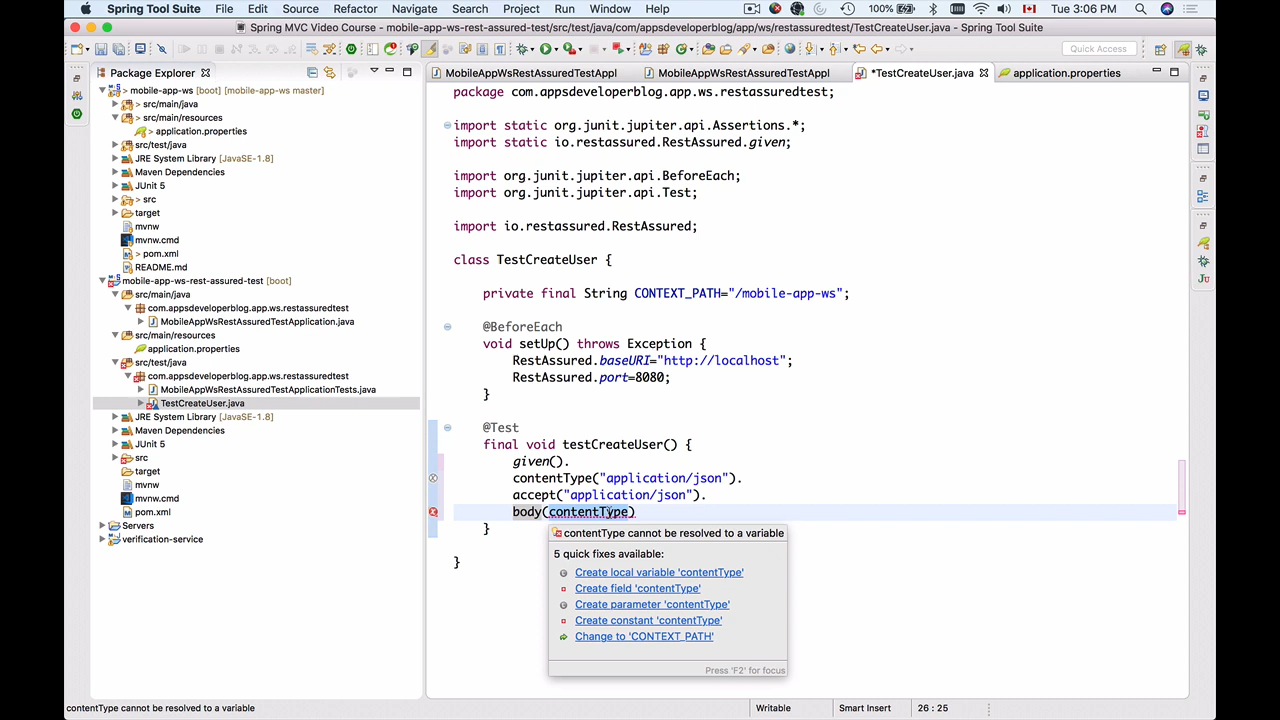 Spring Tool Suite File Edit Source Refactor Navigate Search Project Run Window Help 100% Tue 3:06 PM
Spring MVC Video Course - mobile-app-ws-rest-assured-test/src/test/java/com/appsdeveloperblog/app/ws/restassuredtest/TestCreateUser.java - Spring Tool Suite
Quick Access
Package Explorer
MobileAppWsRestAssuredTestAppl MobileAppWsRestAssuredTestAppl *TestCreateUser.java application.properties
> mobile-app-ws [boot] [mobile-app-ws master]
> src/main/java
> src/main/resources
> application.properties
> src/test/java
JRE System Library [JavaSE-1.8]
Maven Dependencies
JUnit 5
> src
target
mvnw
mvnw.cmd
> pom.xml
README.md
mobile-app-ws-rest-assured-test [boot]
src/main/java
com.appsdeveloperblog.app.ws.restassuredtest
MobileAppWsRestAssuredTestApplication.java
src/main/resources
application.properties
src/test/java
com.appsdeveloperblog.app.ws.restassuredtest
MobileAppWsRestAssuredTestApplicationTests.java
TestCreateUser.java
JRE System Library [JavaSE-1.8]
Maven Dependencies
JUnit 5
src
target
mvnw
mvnw.cmd
pom.xml
Servers
verification-service
package com.appsdeveloperblog.app.ws.restassuredtest;
import static org.junit.jupiter.api.Assertions.*;
import static io.restassured.RestAssured.given;
import org.junit.jupiter.api.BeforeEach;
import org.junit.jupiter.api.Test;
import io.restassured.RestAssured;
class TestCreateUser {
private final String CONTEXT_PATH="/mobile-app-ws";
@BeforeEach
void setUp() throws Exception {
RestAssured.baseURI="http://localhost";
RestAssured.port=8080;
}
@Test
final void testCreateUser() {
given().
contentType("application/json").
accept("application/json").
body(contentType)
}
}
contentType cannot be resolved to a variable
5 quick fixes available:
Create local variable 'contentType'
Create field 'contentType'
Create parameter 'contentType'
Create constant 'contentType'
Change to 'CONTEXT_PATH'
Press 'F2' for focus
contentType cannot be resolved to a variable Writable Smart Insert 26 : 25